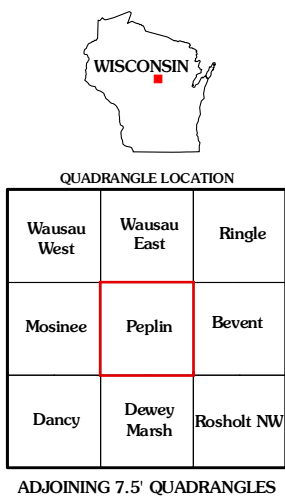 WISCONSIN
QUADRANGLE LOCATION
Wausau West
Wausau East
Ringle
Mosinee
Peplin
Bevent
Dancy
Dewey Marsh
Rosholt NW
ADJOINING 7.5' QUADRANGLES